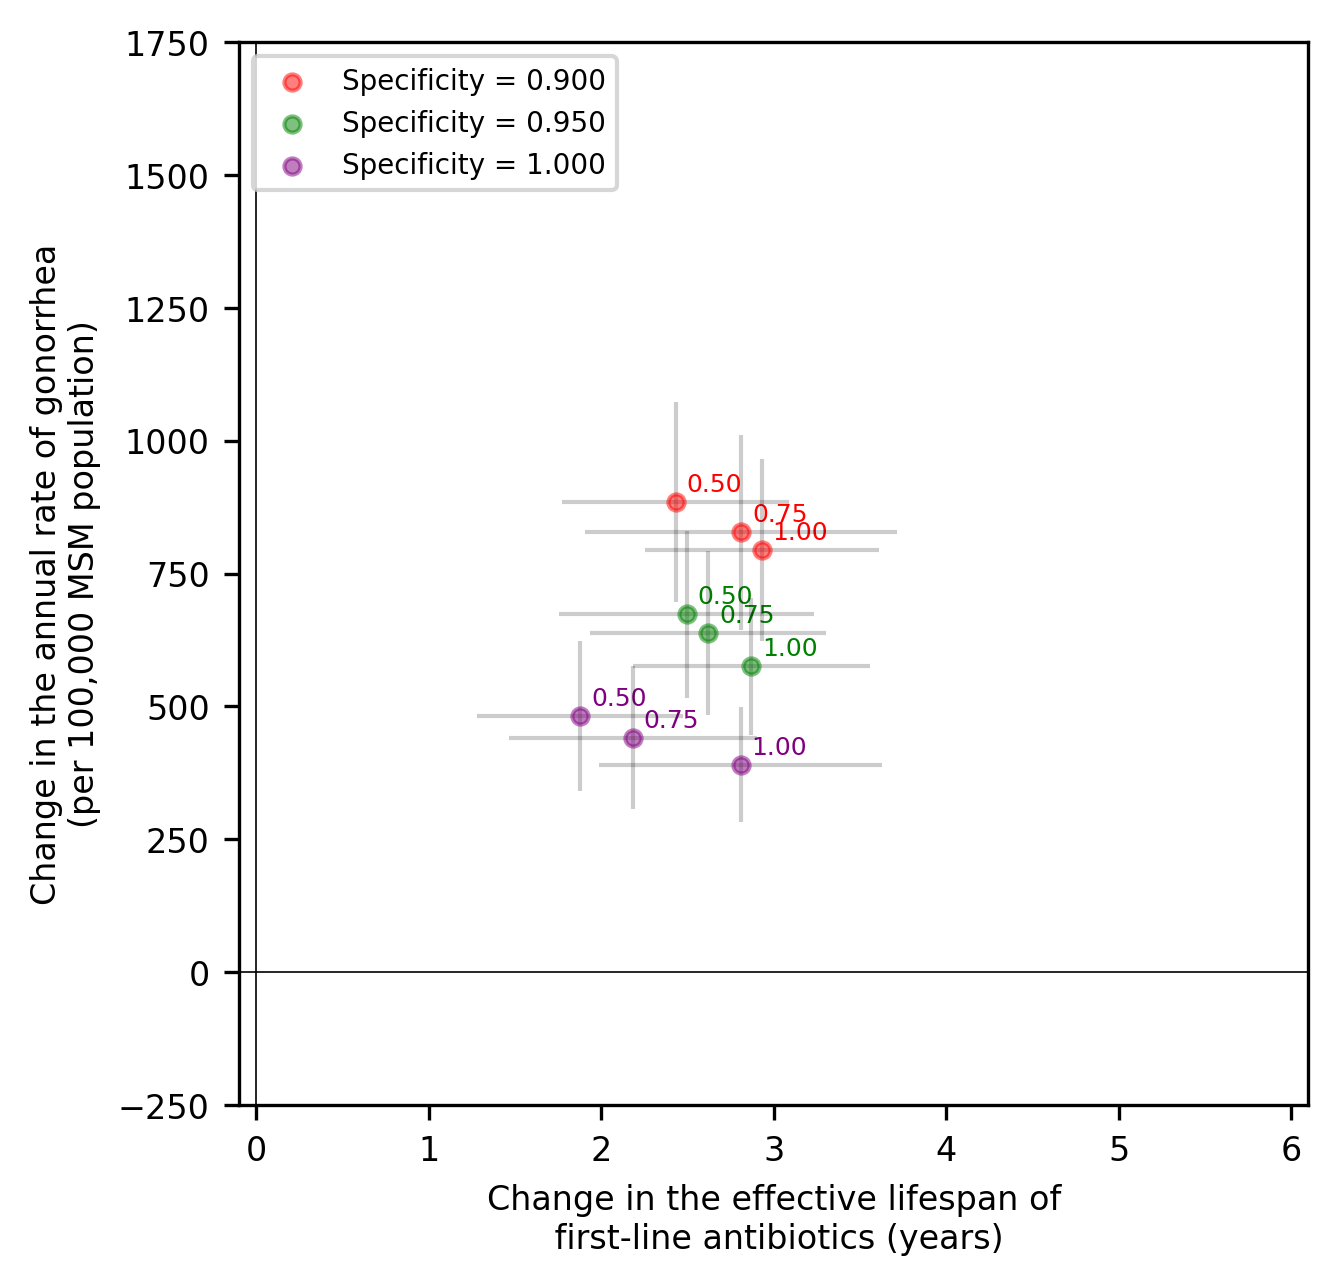 1750
1500
1250
1000
750
500
250
0
−250
Change in the annual rate of gonorrhea
(per 100,000 MSM population)
Specificity = 0.900
Specificity = 0.950
Specificity = 1.000
0.50
0.75
1.00
0.50
0.75
1.00
0.50
0.75
1.00
0 1 2 3 4 5 6
Change in the effective lifespan of
first-line antibiotics (years)